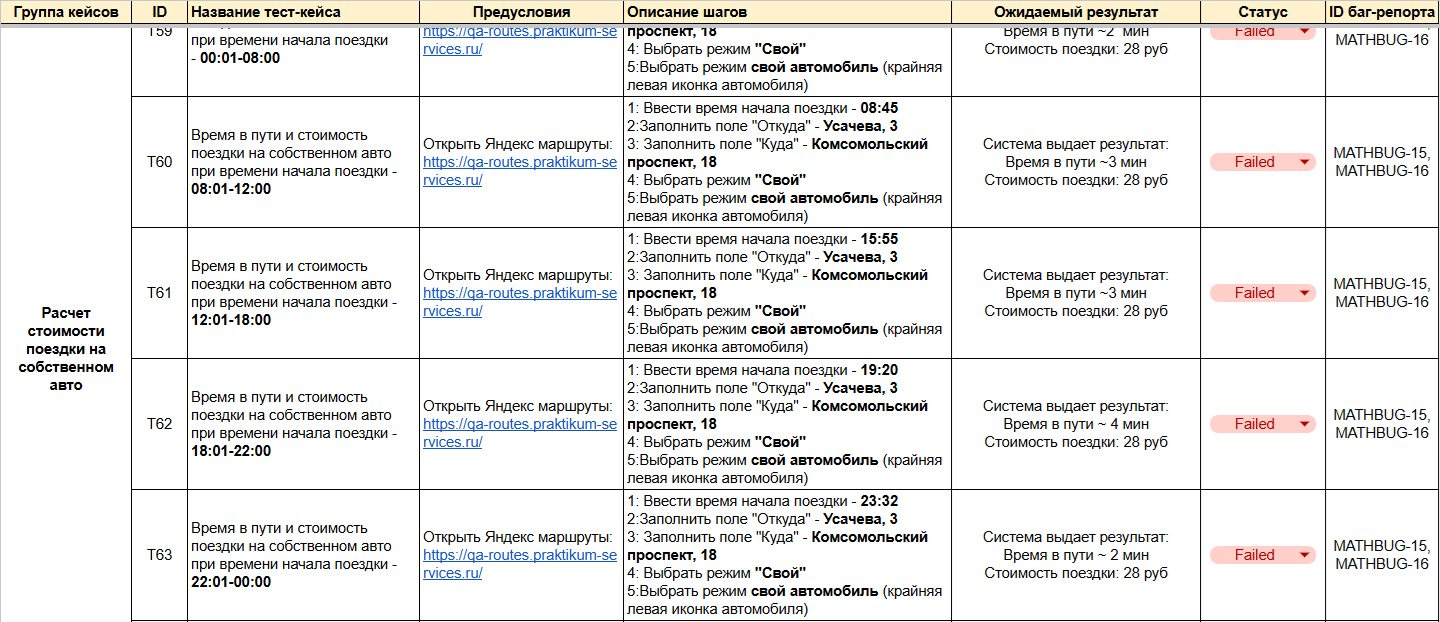 Группа кейсов
ID
Название тест-кейса
Предусловия
Описание шагов
Ожидаемый результат
Статус
ID баг-репорта
Расчет
стоимости
поездки на
собственном
авто
T59
при времени начала поездки
- 00:01-08:00
https://qa-routes.praktikum-se
rvices.ru/
проспект, 18
4: Выбрать режим "Свой"
5:Выбрать режим свой автомобиль (крайняя
левая иконка автомобиля)
Время в пути ~2 мин
Стоимость поездки: 28 руб
Failed
MATHBUG-16
T60
Время в пути и стоимость
поездки на собственном авто
при времени начала поездки -
08:01-12:00
Открыть Яндекс маршруты:
https://qa-routes.praktikum-se
rvices.ru/
1: Ввести время начала поездки - 08:45
2:Заполнить поле "Откуда" - Усачева, 3
3: Заполнить поле "Куда" - Комсомольский
проспект, 18
4: Выбрать режим "Свой"
5:Выбрать режим свой автомобиль (крайняя
левая иконка автомобиля)
Система выдает результат:
Время в пути ~3 мин
Стоимость поездки: 28 руб
Failed
MATHBUG-15,
MATHBUG-16
T61
Время в пути и стоимость
поездки на собственном авто
при времени начала поездки -
12:01-18:00
Открыть Яндекс маршруты:
https://qa-routes.praktikum-se
rvices.ru/
1: Ввести время начала поездки - 15:55
2:Заполнить поле "Откуда" - Усачева, 3
3: Заполнить поле "Куда" - Комсомольский
проспект, 18
4: Выбрать режим "Свой"
5:Выбрать режим свой автомобиль (крайняя
левая иконка автомобиля)
Система выдает результат:
Время в пути ~3 мин
Стоимость поездки: 28 руб
Failed
MATHBUG-15,
MATHBUG-16
T62
Время в пути и стоимость
поездки на собственном авто
при времени начала поездки -
18:01-22:00
Открыть Яндекс маршруты:
https://qa-routes.praktikum-se
rvices.ru/
1: Ввести время начала поездки - 19:20
2:Заполнить поле "Откуда" - Усачева, 3
3: Заполнить поле "Куда" - Комсомольский
проспект, 18
4: Выбрать режим "Свой"
5:Выбрать режим свой автомобиль (крайняя
левая иконка автомобиля)
Система выдает результат:
Время в пути ~ 4 мин
Стоимость поездки: 28 руб
Failed
MATHBUG-15,
MATHBUG-16
T63
Время в пути и стоимость
поездки на собственном авто
при времени начала поездки -
22:01-00:00
Открыть Яндекс маршруты:
https://qa-routes.praktikum-se
rvices.ru/
1: Ввести время начала поездки - 23:32
2:Заполнить поле "Откуда" - Усачева, 3
3: Заполнить поле "Куда" - Комсомольский
проспект, 18
4: Выбрать режим "Свой"
5:Выбрать режим свой автомобиль (крайняя
левая иконка автомобиля)
Система выдает результат:
Время в пути ~ 2 мин
Стоимость поездки: 28 руб
Failed
MATHBUG-15,
MATHBUG-16